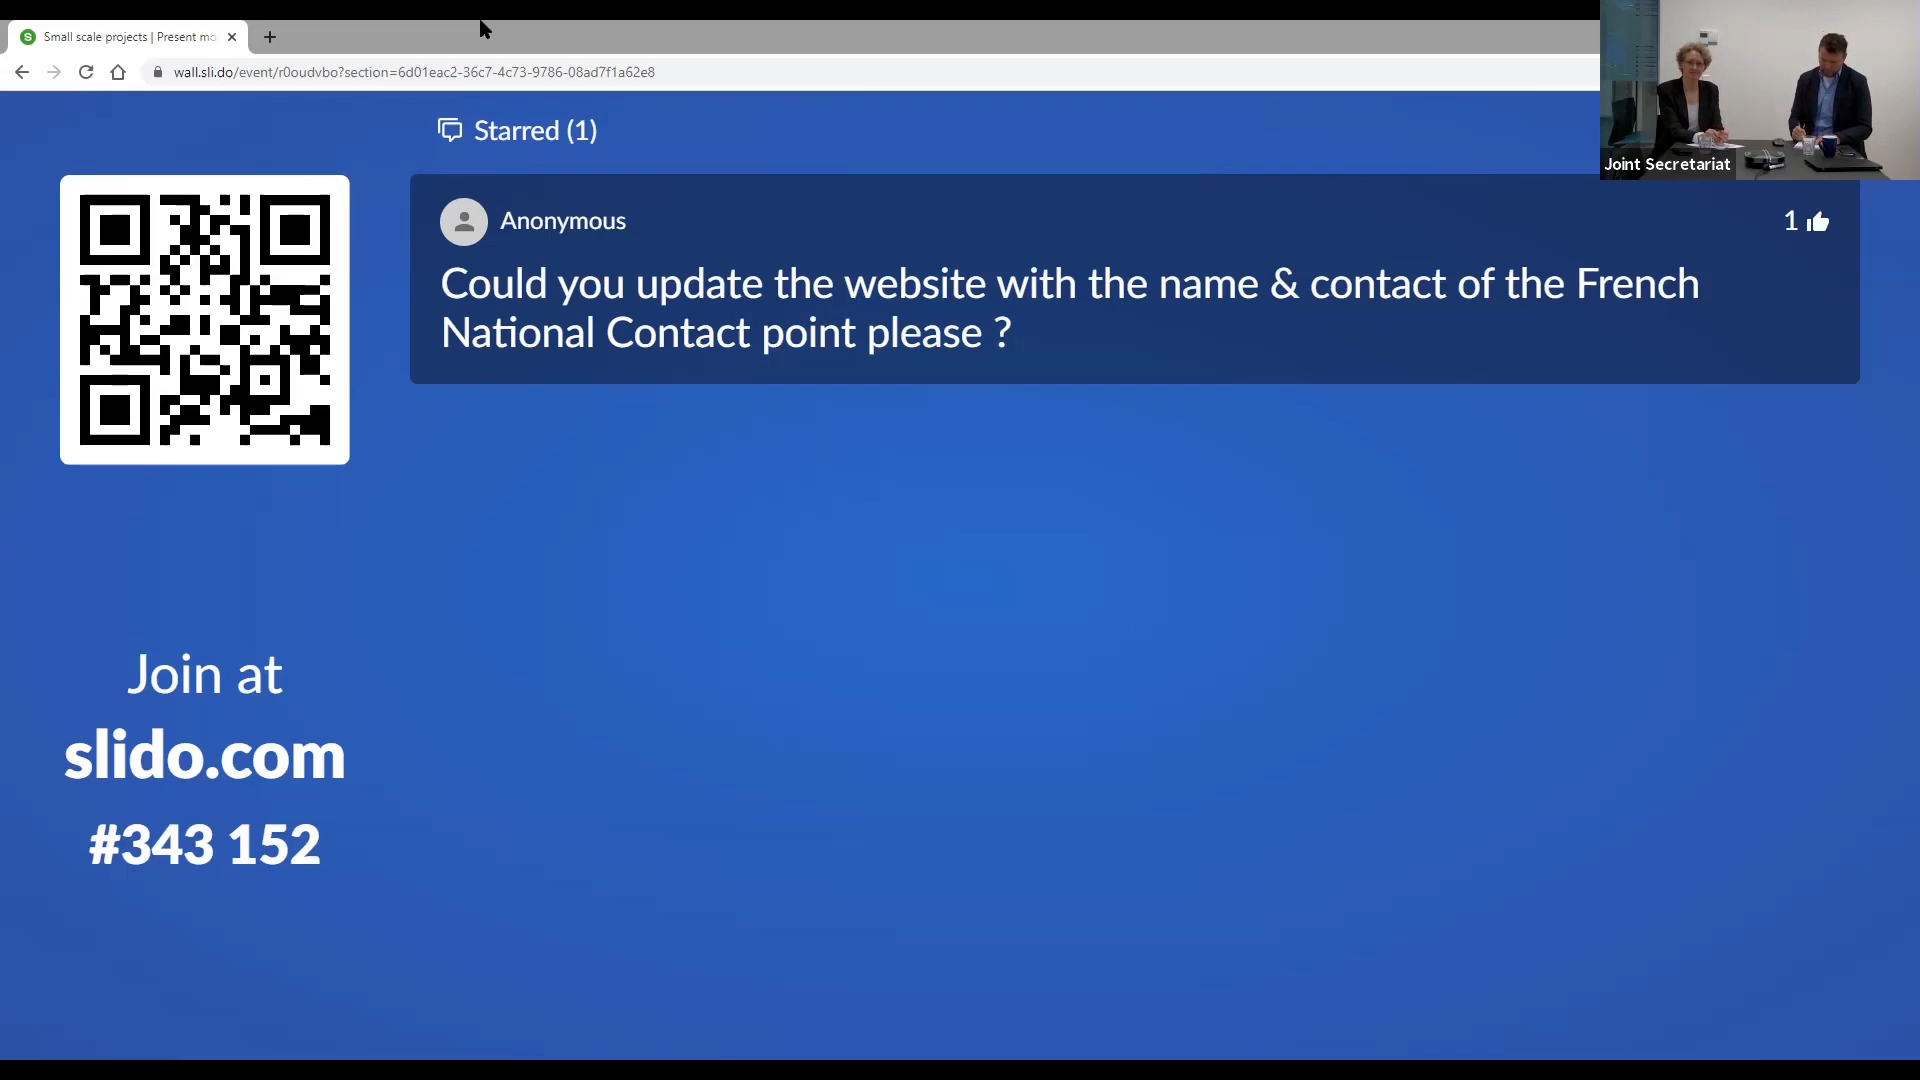 Small scale projects | Present mo
wall.sli.do/event/r0oudvbo?section=6d01eac2-36c7-4c73-9786-08ad7f1a62e8
Starred (1)
Joint Secretariat
Anonymous
1
Could you update the website with the name & contact of the French
National Contact point please ?
Join at
slido.com
#343 152